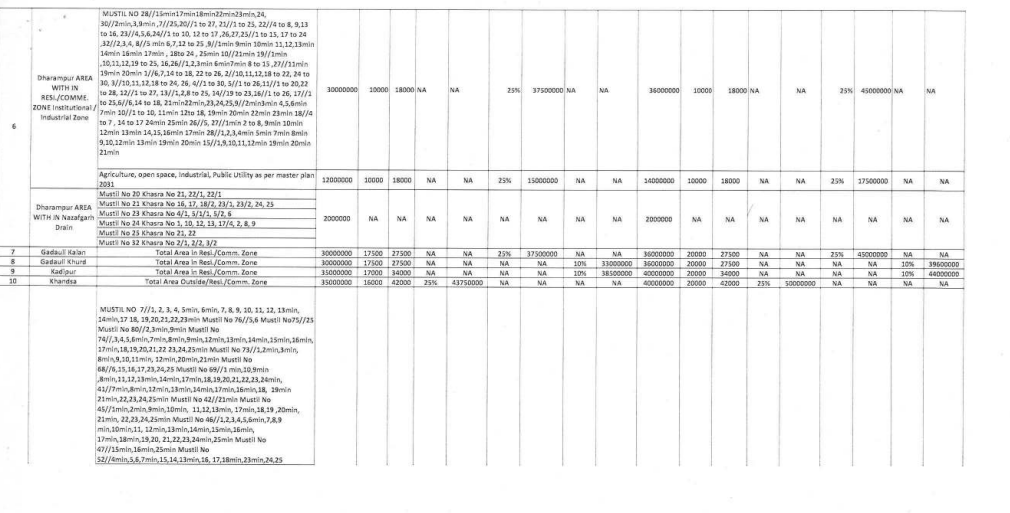 MUSTIL NO 28//15min17min18min22min23min,24,
30//2min,3,9min ,7//25,20//1 to 27, 21//1 to 25, 22//4 to 8, 9,13
to 16, 23//4,5,6,24//1 to 10, 12 to 17 ,26,27,25//1 to 15, 17 to 24
,32//2,3,4, 8//5 min 6,7,12 to 25 ,9//1min 9min 10min 11,12,13min
14min 16min 17min , 18to 24 , 25min 10//21min 19//1min
,10,11,12,19 to 25, 16,26//1,2,3min 6min7min 8 to 15 ,27//11min
19min 20min 1//6,7,14 to 18, 22 to 26, 2//10,11,12,18 to 22, 24 to
30, 3//10,11,12,18 to 24, 26, 4//1 to 30, 5//1 to 26,11//1 to 20,22
to 28, 12//1 to 27, 13//1,2,8 to 25, 14//19 to 23,16//1 to 26, 17//1
to 25,6//6,14 to 18, 21min22min,23,24,25,9//2min3min 4,5,6min
7min 10//1 to 10, 11min 12to 18, 19min 20min 22min 23min 18//4
to 7 , 14 to 17 24min 25min 26//5, 27//1min 2 to 8, 9min 10min
12min 13min 14,15,16min 17min 28//1,2,3,4min 5min 7min 8min
9,10,12min 13min 19min 20min 15//1,9,10,11,12min 19min 20min
21min
6 Dharampur AREA
WITH IN
RESI./COMME.
ZONE Institutional /
Industrial Zone
30000000 10000 18000 NA NA 25% 37500000 NA NA 36000000 10000 18000 NA NA 25% 45000000 NA NA
Agriculture, open space, Industrial, Public Utility as per master plan
2031
12000000 10000 18000 NA NA 25% 15000000 NA NA 14000000 10000 18000 NA NA 25% 17500000 NA NA
Dharampur AREA
WITH IN Nazafgarh
Drain
Mustil No 20 Khasra No 21, 22/1, 22/1
Mustil No 21 Khasra No 16, 17, 18/2, 23/1, 23/2, 24, 25
Mustil No 23 Khasra No 4/1, 5/1/1, 5/2, 6
Mustil No 24 Khasra No 1, 10, 12, 13, 17/4, 2, 8, 9
Mustil No 25 Khasra No 21, 22
Mustil No 32 Khasra No 2/1, 2/2, 3/2
2000000 NA NA NA NA NA NA NA NA 2000000 NA NA NA NA NA NA NA NA
7 Gadauli Kalan Total Area in Resi./Comm. Zone 30000000 17500 27500 NA NA 25% 37500000 NA NA 36000000 20000 27500 NA NA 25% 45000000 NA NA
8 Gadauli Khurd Total Area in Resi./Comm. Zone 30000000 17500 27500 NA NA NA NA 10% 33000000 36000000 20000 27500 NA NA NA NA 10% 39600000
9 Kadipur Total Area in Resi./Comm. Zone 35000000 17000 34000 NA NA NA NA 10% 38500000 40000000 20000 34000 NA NA NA NA 10% 44000000
10 Khandsa Total Area Outside/Resi./Comm. Zone 35000000 16000 42000 25% 43750000 NA NA NA NA 40000000 20000 42000 25% 50000000 NA NA NA NA
MUSTIL NO 7//1, 2, 3, 4, 5min, 6min, 7, 8, 9, 10, 11, 12, 13min,
14min,17 18, 19,20,21,22,23min Mustil No 76//5,6 Mustil No75//25
Mustil No 80//2,3min,9min Mustil No
74//,3,4,5,6min,7min,8min,9min,12min,13min,14min,15min,16min,
17min,18,19,20,21,22 23,24,25min Mustil No 73//1,2min,3min,
8min,9,10,11min, 12min,20min,21min Mustil No
68//6,15,16,17,23,24,25 Mustil No 69//1 min,10,9min
,8min,11,12,13min,14min,17min,18,19,20,21,22,23,24min,
41//7min,8min,12min,13min,14min,17min,16min,18, 19min
21min,22,23,24,25min Mustil No 42//21min Mustil No
45//1min,2min,9min,10min, 11,12,13min, 17min,18,19 ,20min,
21min, 22,23,24,25min Mustil No 46//1,2,3,4,5,6min,7,8,9
min,10min,11, 12min,13min,14min,15min,16min,
17min,18min,19,20, 21,22,23,24min,25min Mustil No
47//15min,16min,25min Mustil No
52//4min,5,6,7min,15,14,13min,16, 17,18min,23min,24,25